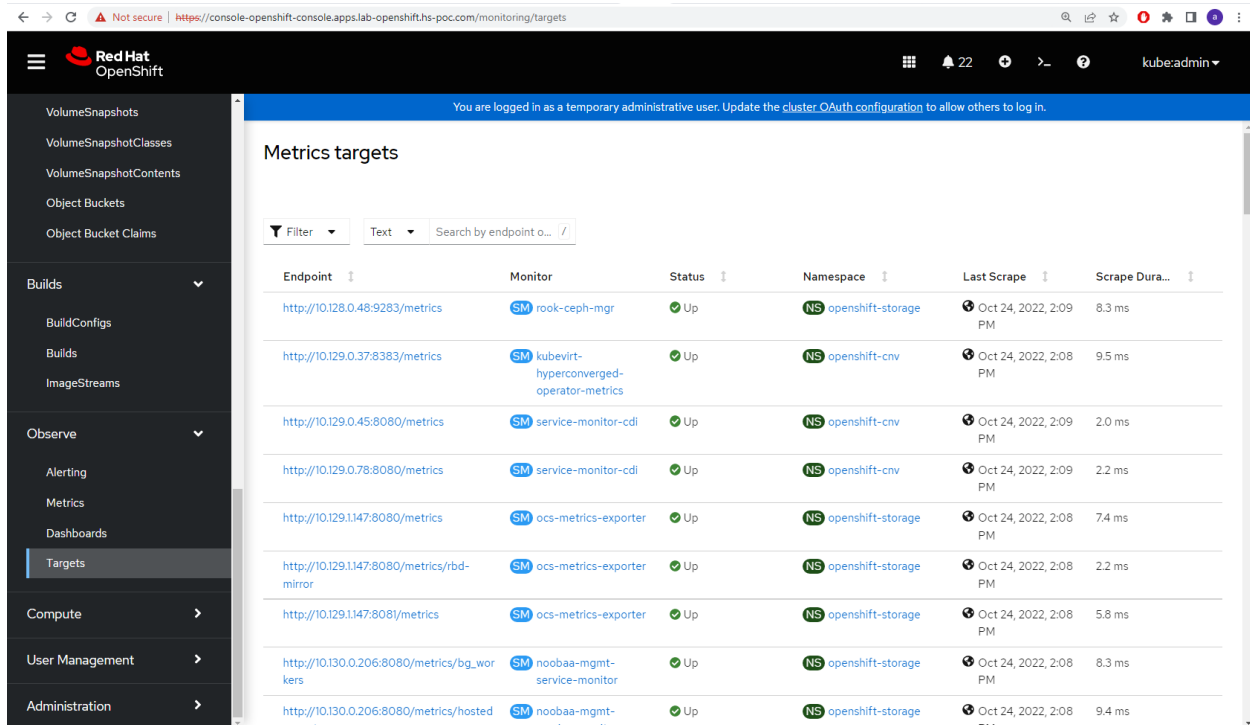 Not secure | https://console-openshift-console.apps.lab-openshift.hs-poc.com/monitoring/targets
a
Red Hat
OpenShift
22
kube:admin
You are logged in as a temporary administrative user. Update the cluster OAuth configuration to allow others to log in.
VolumeSnapshots
VolumeSnapshotClasses
VolumeSnapshotContents
Object Buckets
Object Bucket Claims
Builds
BuildConfigs
Builds
ImageStreams
Observe
Alerting
Metrics
Dashboards
Targets
Compute
User Management
Administration
Metrics targets
Filter Text Search by endpoint o... /
Endpoint Monitor Status Namespace Last Scrape Scrape Dura...
http://10.128.0.48:9283/metrics SM rook-ceph-mgr Up NS openshift-storage Oct 24, 2022, 2:09 8.3 ms
PM
http://10.129.0.37:8383/metrics SM kubevirt- Up NS openshift-cnv Oct 24, 2022, 2:08 9.5 ms
hyperconverged- PM
operator-metrics
http://10.129.0.45:8080/metrics SM service-monitor-cdi Up NS openshift-cnv Oct 24, 2022, 2:09 2.0 ms
PM
http://10.129.0.78:8080/metrics SM service-monitor-cdi Up NS openshift-cnv Oct 24, 2022, 2:09 2.2 ms
PM
http://10.129.1.147:8080/metrics SM ocs-metrics-exporter Up NS openshift-storage Oct 24, 2022, 2:08 7.4 ms
PM
http://10.129.1.147:8080/metrics/rbd- SM ocs-metrics-exporter Up NS openshift-storage Oct 24, 2022, 2:08 2.2 ms
mirror PM
http://10.129.1.147:8081/metrics SM ocs-metrics-exporter Up NS openshift-storage Oct 24, 2022, 2:08 5.8 ms
PM
http://10.130.0.206:8080/metrics/bg_wor SM noobaa-mgmt- Up NS openshift-storage Oct 24, 2022, 2:08 8.3 ms
kers service-monitor PM
http://10.130.0.206:8080/metrics/hosted SM noobaa-mgmt- Up NS openshift-storage Oct 24, 2022, 2:08 9.4 ms